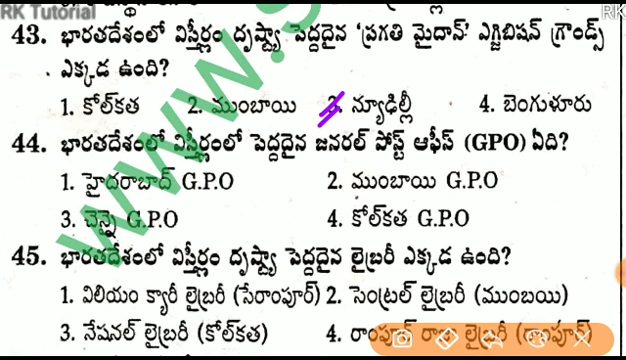 RK Tutorial
RK
43. భారతదేశంలో విస్తీర్ణం దృష్ట్యా పెద్దదైన 'ప్రగతి మైదాన్' ఎగ్జిబిషన్ గ్రౌండ్స్
ఎక్కడ ఉంది?
1. కోల్‌కత 2. ముంబాయి 3. న్యూఢిల్లీ 4. బెంగుళూరు
44. భారతదేశంలో విస్తీర్ణంలో పెద్దదైన జనరల్ పోస్ట్ ఆఫీస్ (GPO) ఏది?
1. హైదరాబాద్ G.P.O 2. ముంబాయి G.P.O
3. చెన్నై G.P.O 4. కోల్‌కత G.P.O
45. భారతదేశంలో విస్తీర్ణం దృష్ట్యా పెద్దదైన లైబ్రరీ ఎక్కడ ఉంది?
1. విలియం క్యారీ లైబ్రరీ (సేరాంపూర్) 2. సెంట్రల్ లైబ్రరీ (ముంబయి)
3. నేషనల్ లైబ్రరీ (కోల్‌కత) 4. రాంపూర్ రాజా లైబ్రరీ (రాంపూర్)
www.s